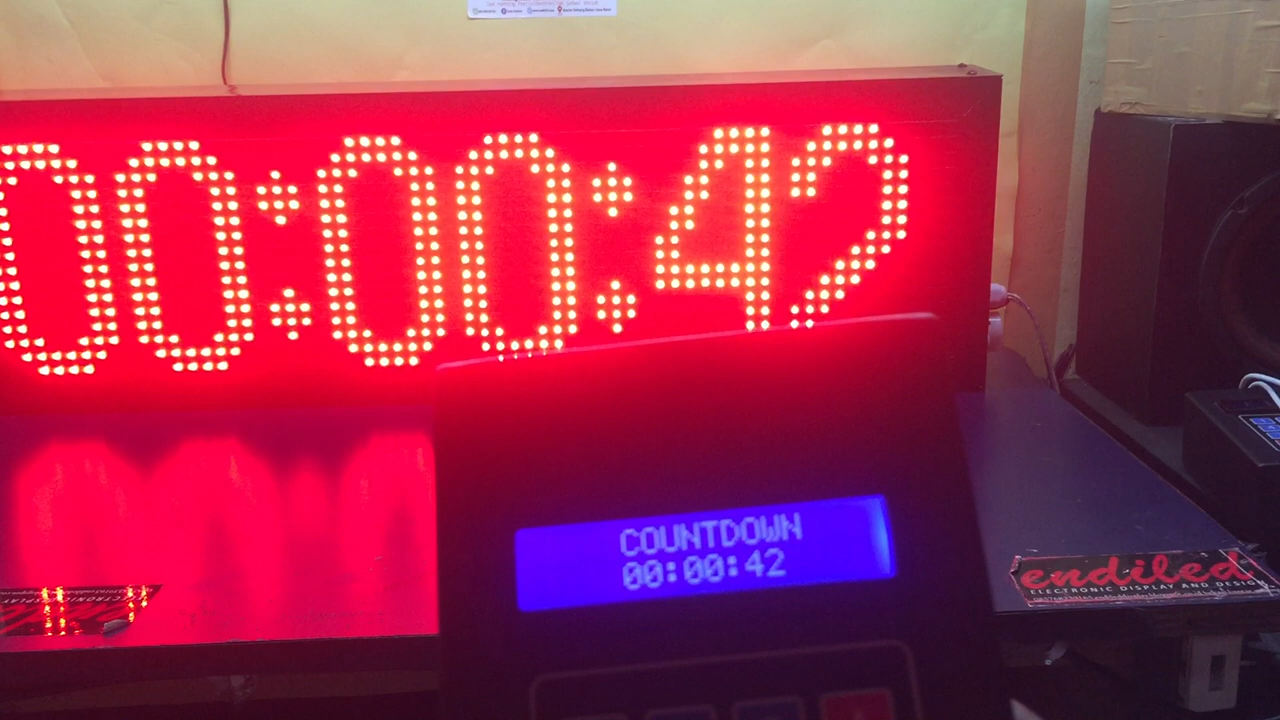 00:00:42
COUNTDOWN
00:00:42
endiled
ELECTRONIC DISPLAY AND DESIGN